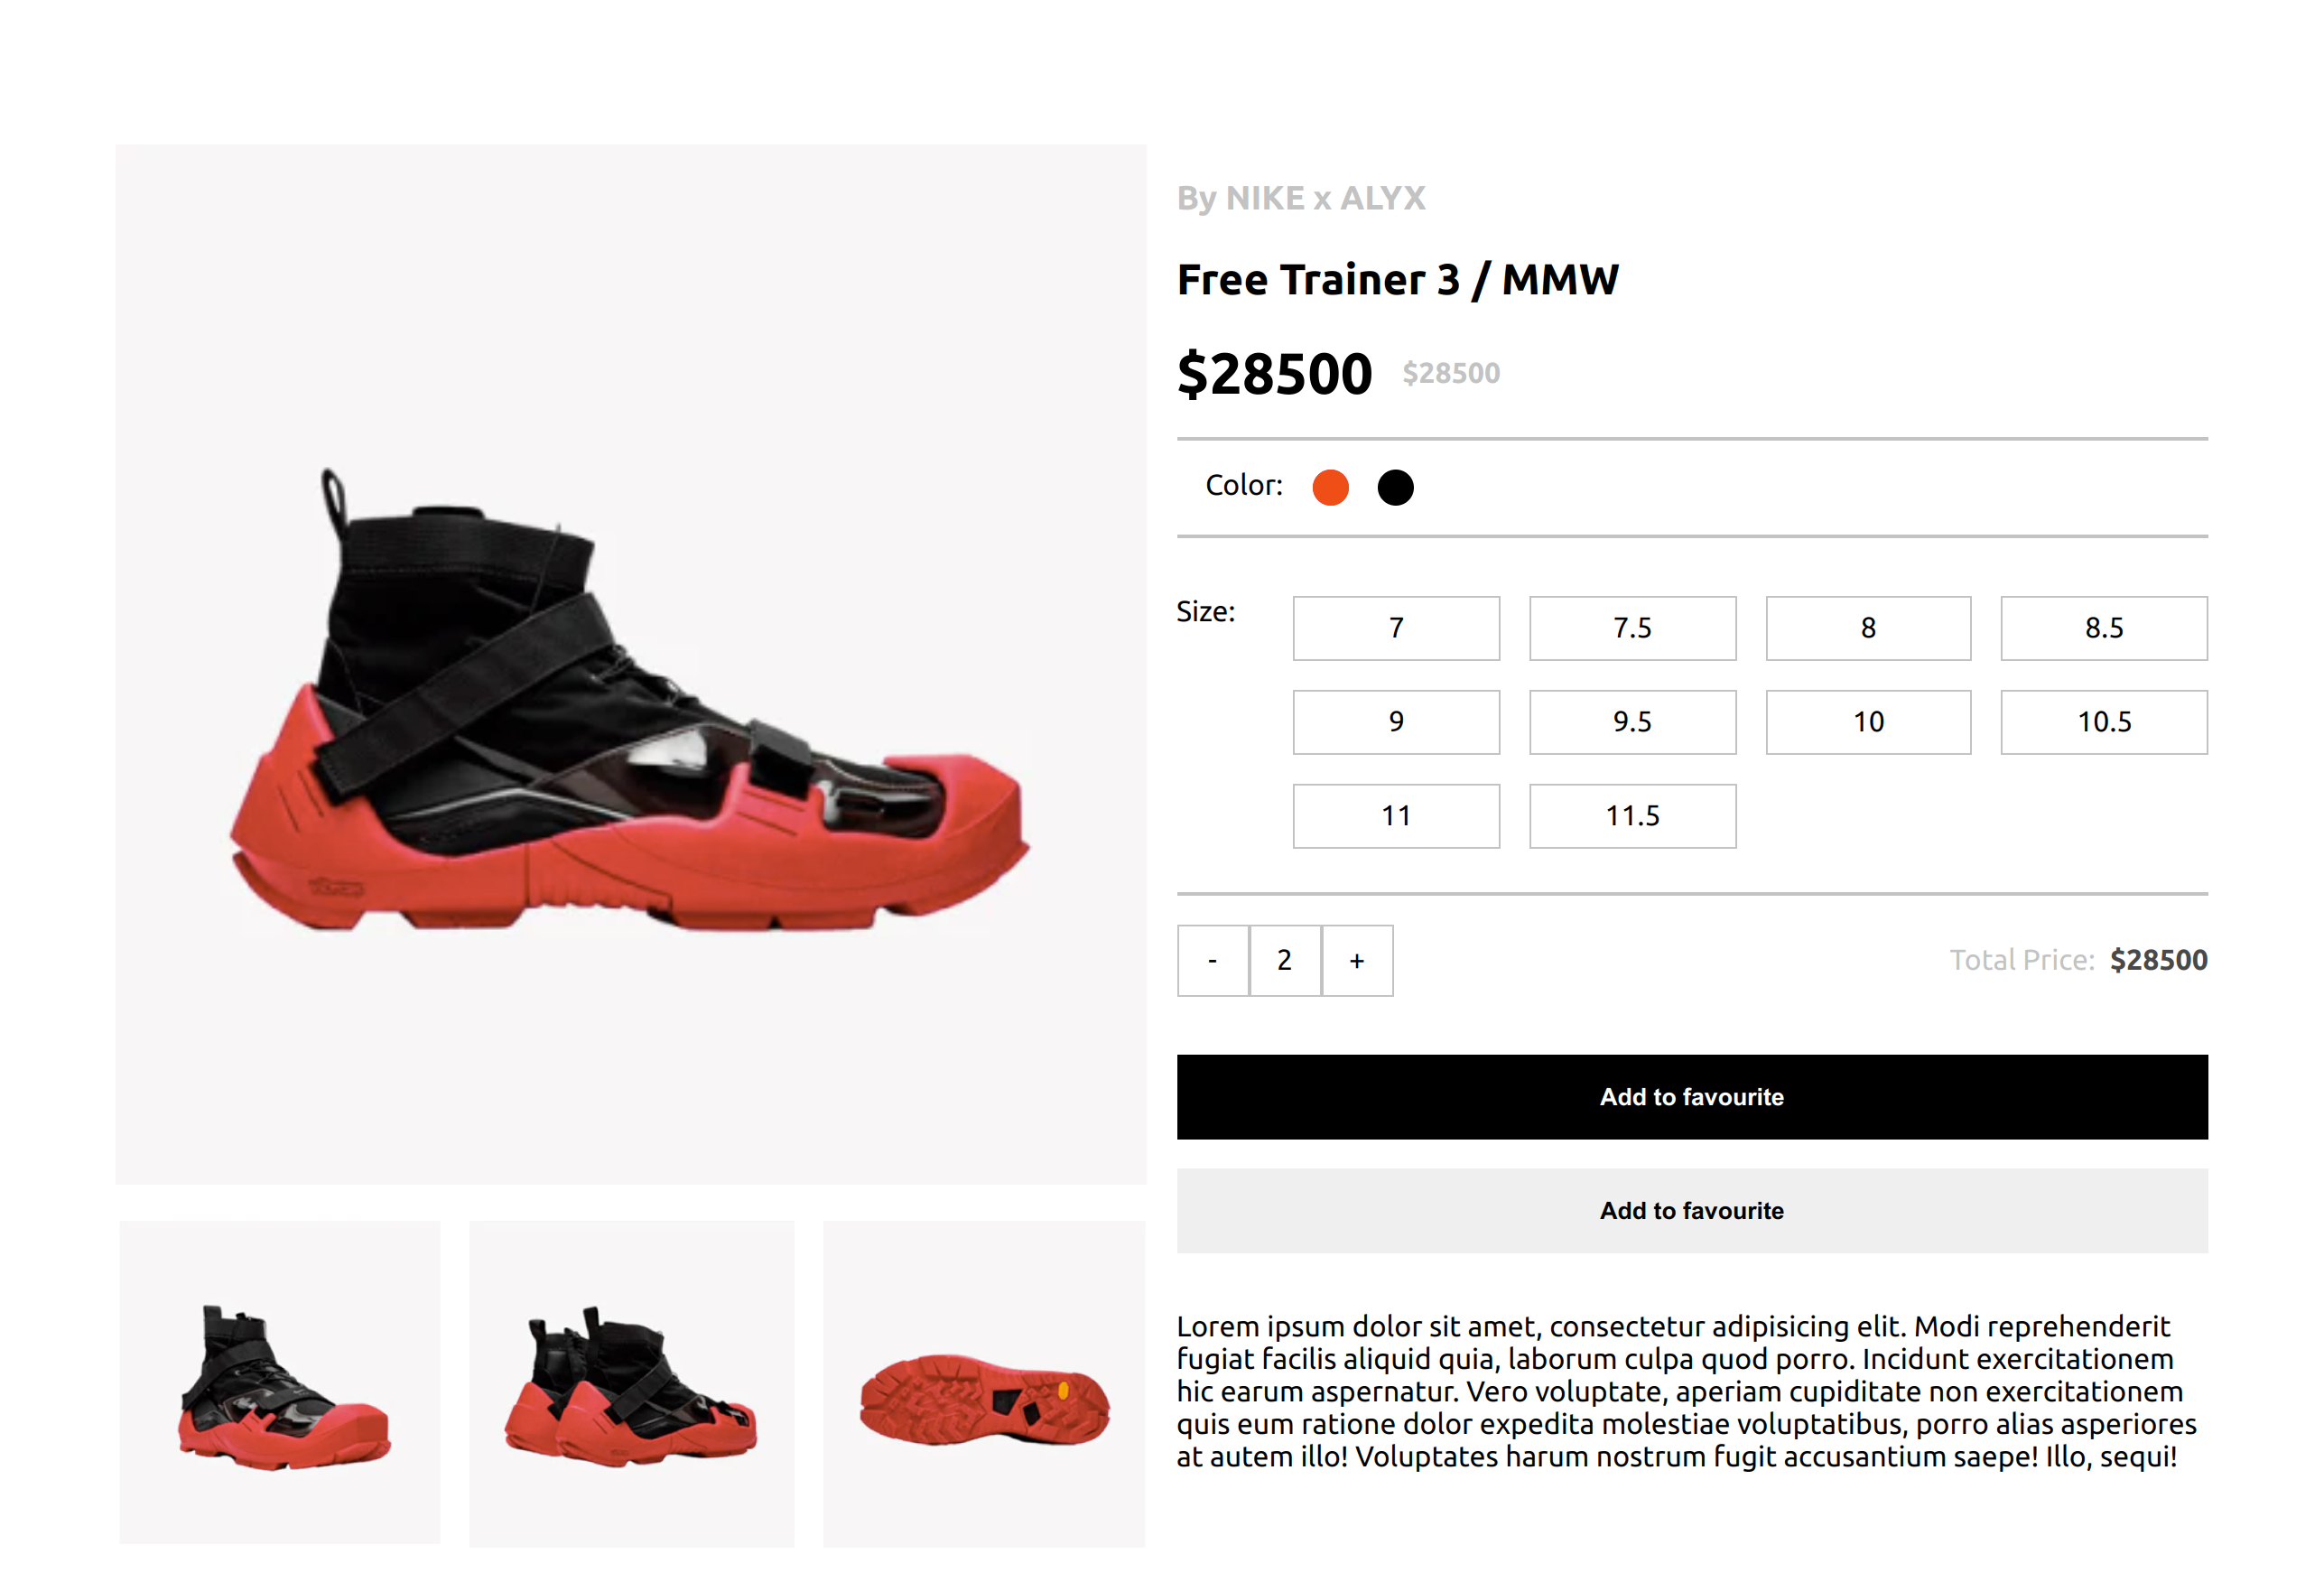 By NIKE x ALYX
Free Trainer 3 / MMW
$28500 $28500
Color:
Size: 7 7.5 8 8.5
9 9.5 10 10.5
11 11.5
- 2 + Total Price: $28500
Add to favourite
Add to favourite
Lorem ipsum dolor sit amet, consectetur adipisicing elit. Modi reprehenderit
fugiat facilis aliquid quia, laborum culpa quod porro. Incidunt exercitationem
hic earum aspernatur. Vero voluptate, aperiam cupiditate non exercitationem
quis eum ratione dolor expedita molestiae voluptatibus, porro alias asperiores
at autem illo! Voluptates harum nostrum fugit accusantium saepe! Illo, sequi!